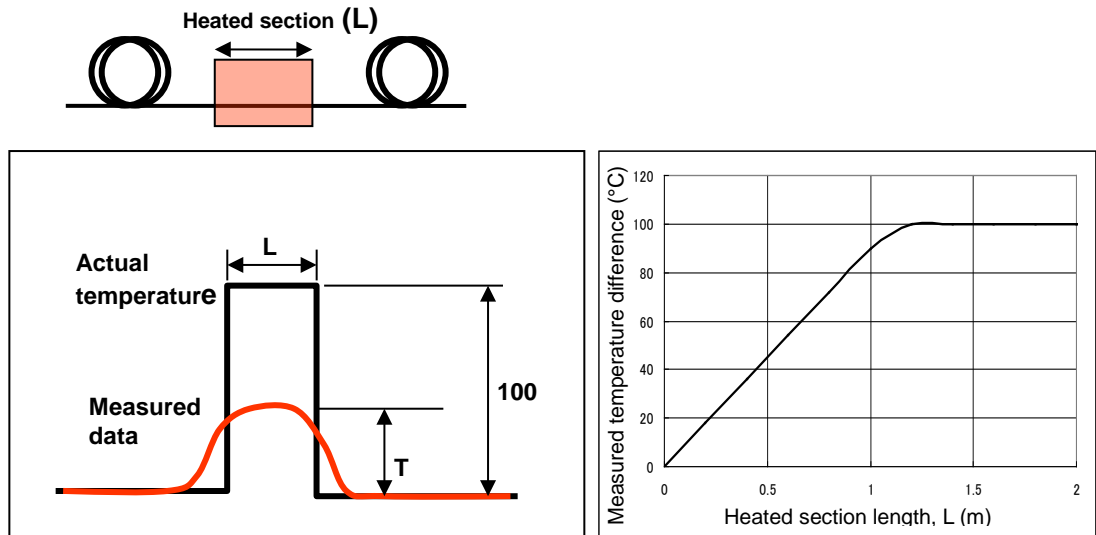 Heated section (L)
L
Actual
temperature
100
Measured
data
T
Measured temperature difference (°C)
120
100
80
60
40
20
0
0 0.5 1 1.5 2
Heated section length, L (m)